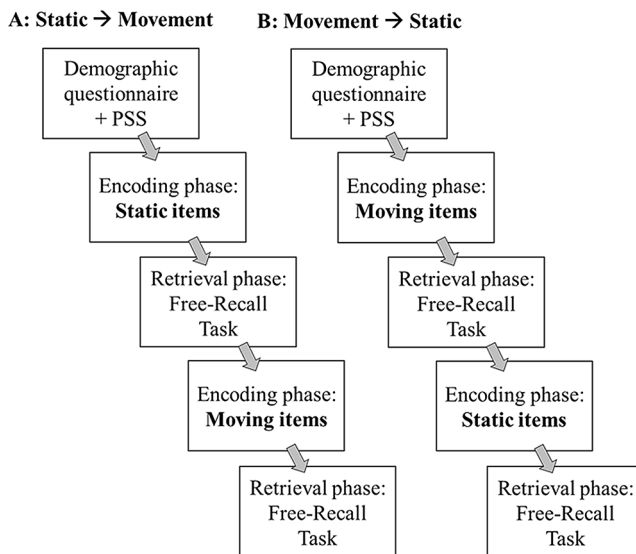 A: Static → Movement
Demographic
questionnaire
+ PSS
Encoding phase:
Static items
Retrieval phase:
Free-Recall
Task
Encoding phase:
Moving items
Retrieval phase:
Free-Recall
Task
B: Movement → Static
Demographic
questionnaire
+ PSS
Encoding phase:
Moving items
Retrieval phase:
Free-Recall
Task
Encoding phase:
Static items
Retrieval phase:
Free-Recall
Task